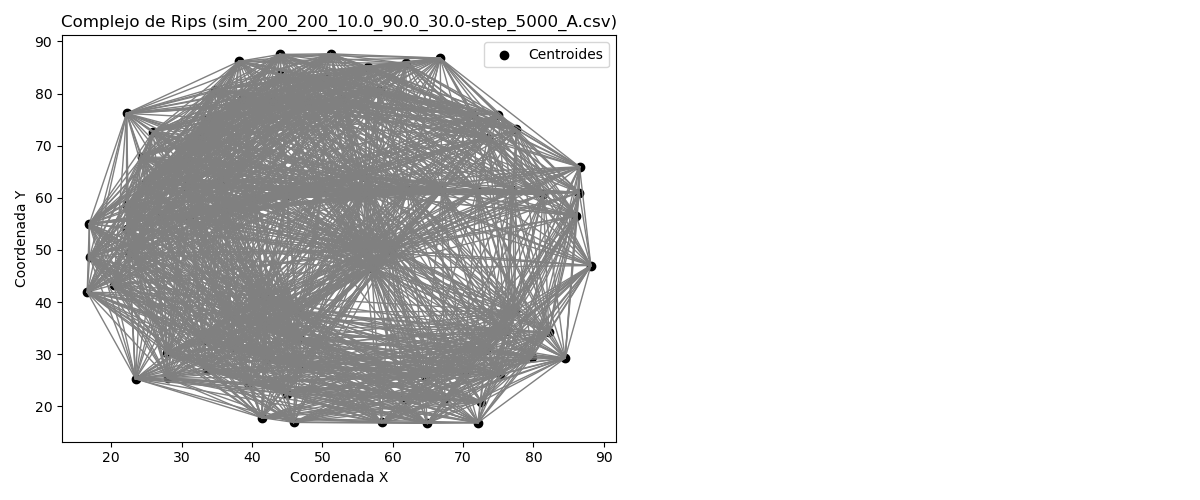 Complejo de Rips (sim_200_200_10.0_90.0_30.0-step_5000_A.csv)
Centroides
90
80
70
60
50
40
30
20
Coordenada Y
20 30 40 50 60 70 80 90
Coordenada X